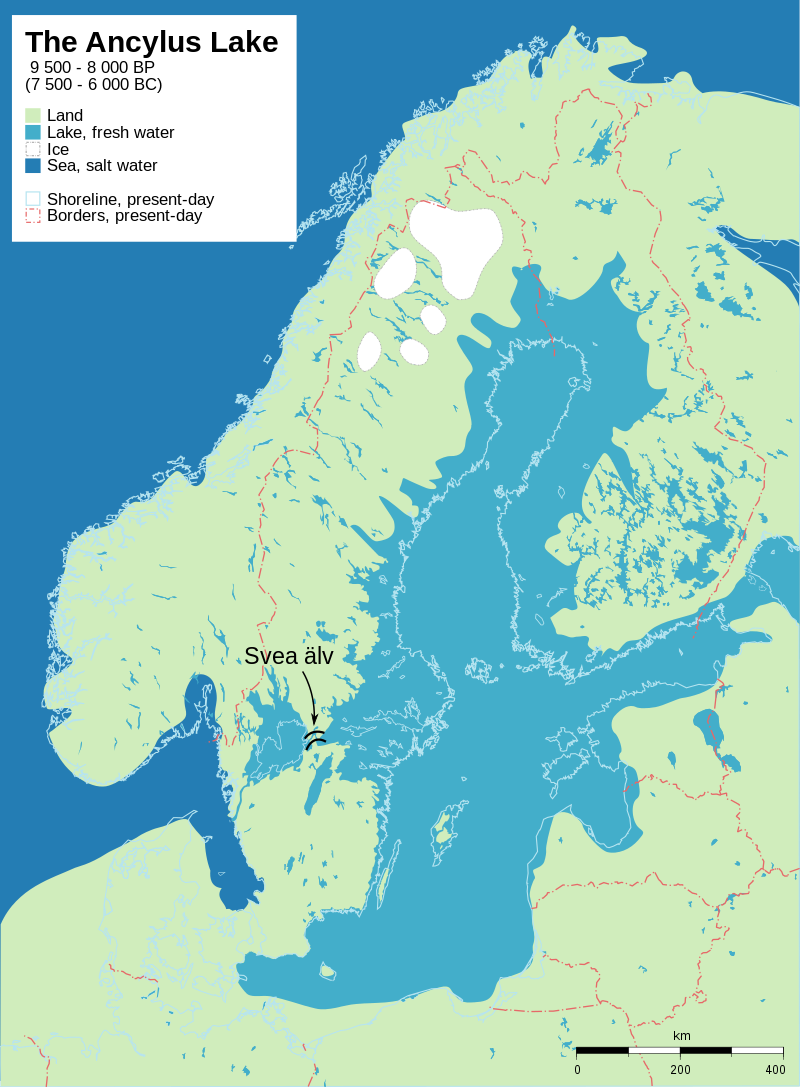 The Ancylus Lake
9 500 - 8 000 BP
(7 500 - 6 000 BC)
Land
Lake, fresh water
Ice
Sea, salt water
Shoreline, present-day
Borders, present-day
Svea älv
km
0 200 400